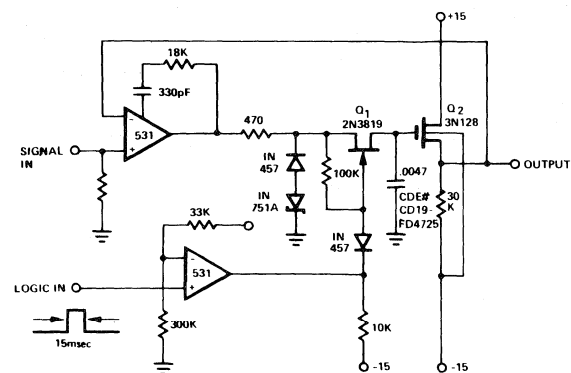 +15
18K
330pF
531
-
+
470
Q1
2N3819
Q2
3N128
SIGNAL
IN
OUTPUT
IN
457
IN
751A
100K
.0047
CDE#
CD19-
FD4725
30
K
33K
IN
457
531
-
+
LOGIC IN
15msec
300K
10K
-15
-15